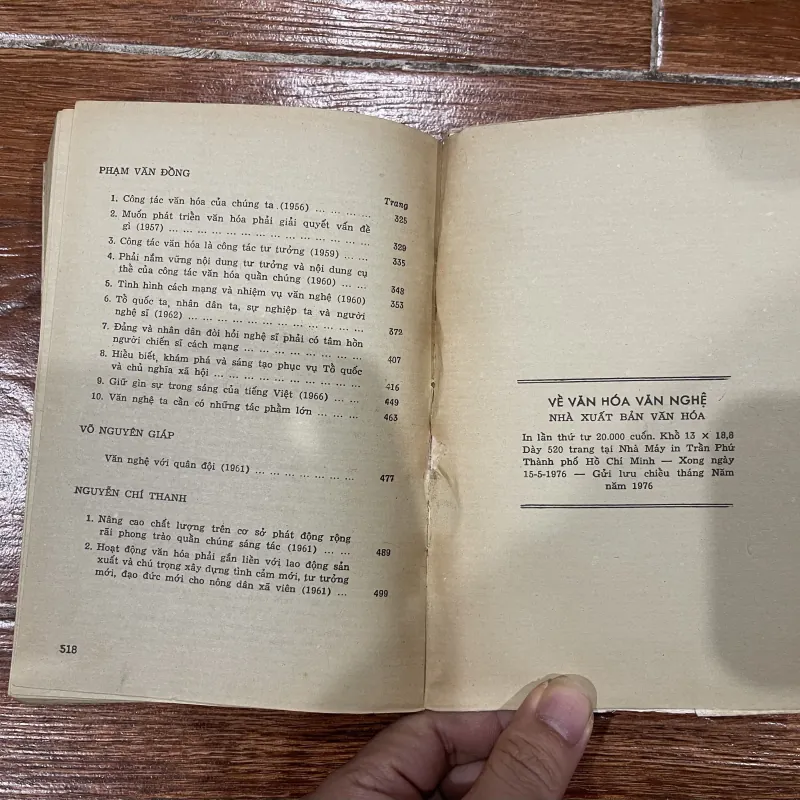 PHẠM VĂN ĐỒNG
Trang
1. Công tác văn hóa của chúng ta .(1956) ... ... ... ... 325
2. Muốn phát triển văn hóa phải giải quyết vấn đề
gì (1957) ... ... ... ... ... ... ... ... ... ... ... ... 329
3. Công tác văn hóa là công tác tư tưởng (1959) ... ... 335
4. Phải nắm vững nội dung tư tưởng và nội dung cụ
thể của công tác văn hóa quần chúng (1960) ... ... 348
5. Tình hình cách mạng và nhiệm vụ văn nghệ (1960) 353
6. Tổ quốc ta, nhân dân ta, sự nghiệp ta và người
nghệ sĩ (1962) ... ... ... ... ... ... ... ... ... ... 372
7. Đảng và nhân dân đòi hỏi nghệ sĩ phải có tâm hồn
người chiến sĩ cách mạng ... ... ... ... ... ... ... 407
8. Hiểu biết, khám phá và sáng tạo phục vụ Tổ quốc
và chủ nghĩa xã hội ... ... ... ... ... ... ... ... 416
9. Giữ gìn sự trong sáng của tiếng Việt (1966) ... ... 449
10. Văn nghệ ta cần có những tác phẩm lớn ... ... ... 463
VÕ NGUYÊN GIÁP
Văn nghệ với quân đội (1961) ... ... ... ... ... ... 477
NGUYỄN CHÍ THANH
1. Nâng cao chất lượng trên cơ sở phát động rộng
rãi phong trào quần chúng sáng tác (1961) ... ... 489
2. Hoạt động văn hóa phải gắn liền với lao động sản
xuất và chú trọng xây dựng tình cảm mới, tư tưởng
mới, đạo đức mới cho nông dân xã viên (1961) ... 499
518
VỀ VĂN HÓA VĂN NGHỆ
NHÀ XUẤT BẢN VĂN HÓA
In lần thứ tư 20.000 cuốn. Khổ 13 × 18,8
Dày 520 trang tại Nhà Máy in Trần Phú
Thành phố Hồ Chí Minh — Xong ngày
15-5-1976 — Gửi lưu chiều tháng Năm
năm 1976